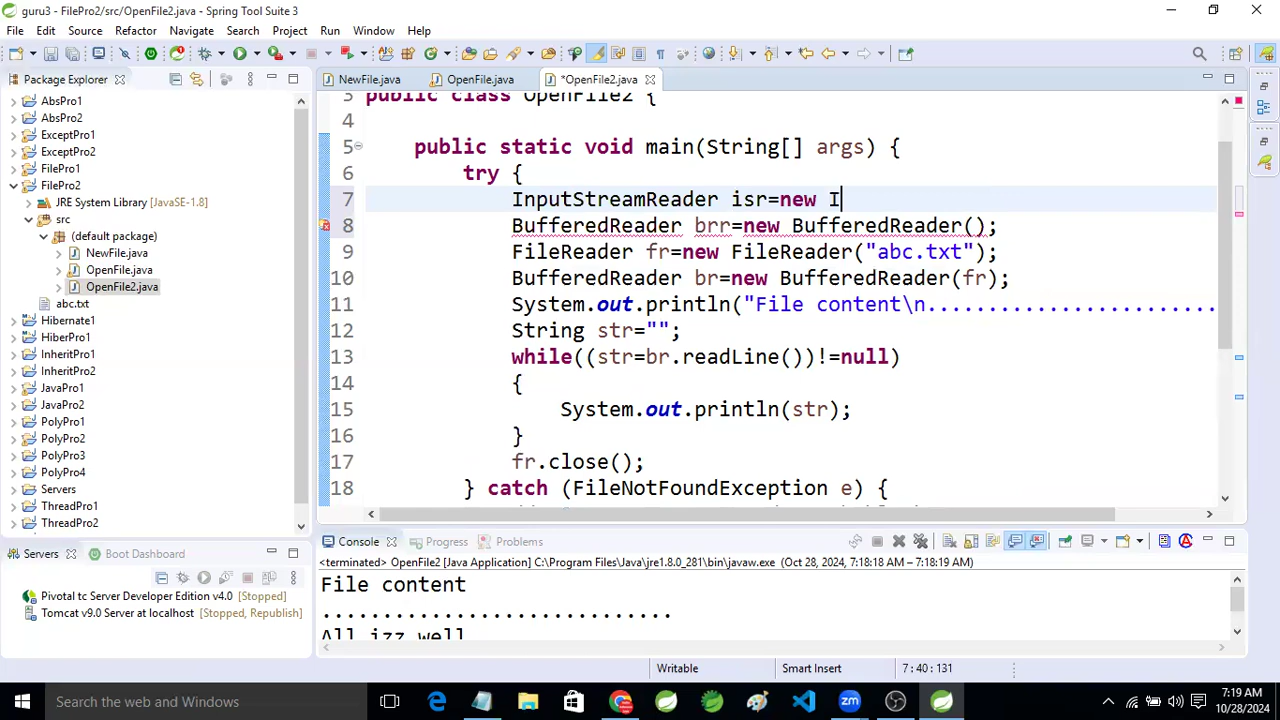 guru3 - FilePro2/src/OpenFile2.java - Spring Tool Suite 3
File Edit Source Refactor Navigate Search Project Run Window Help
Package Explorer
NewFile.java OpenFile.java *OpenFile2.java
AbsPro1
AbsPro2
ExceptPro1
ExceptPro2
FilePro1
FilePro2
JRE System Library [JavaSE-1.8]
src
(default package)
NewFile.java
OpenFile.java
OpenFile2.java
abc.txt
Hibernate1
HiberPro1
InheritPro1
InheritPro2
JavaPro1
JavaPro2
PolyPro1
PolyPro2
PolyPro3
PolyPro4
Servers
ThreadPro1
ThreadPro2
3 public class OpenFile2 {
4
5 public static void main(String[] args) {
6 try {
7 InputStreamReader isr=new I
8 BufferedReader brr=new BufferedReader();
9 FileReader fr=new FileReader("abc.txt");
10 BufferedReader br=new BufferedReader(fr);
11 System.out.println("File content\n.........................
12 String str="";
13 while((str=br.readLine())!=null)
14 {
15 System.out.println(str);
16 }
17 fr.close();
18 } catch (FileNotFoundException e) {
Servers Boot Dashboard
Pivotal tc Server Developer Edition v4.0 [Stopped]
Tomcat v9.0 Server at localhost [Stopped, Republish]
Console Progress Problems
<terminated> OpenFile2 [Java Application] C:\Program Files\Java\jre1.8.0_281\bin\javaw.exe (Oct 28, 2024, 7:18:18 AM – 7:18:19 AM)
File content
.............................
All izz well
Writable Smart Insert 7 : 40 : 131
Search the web and Windows
7:19 AM
10/28/2024